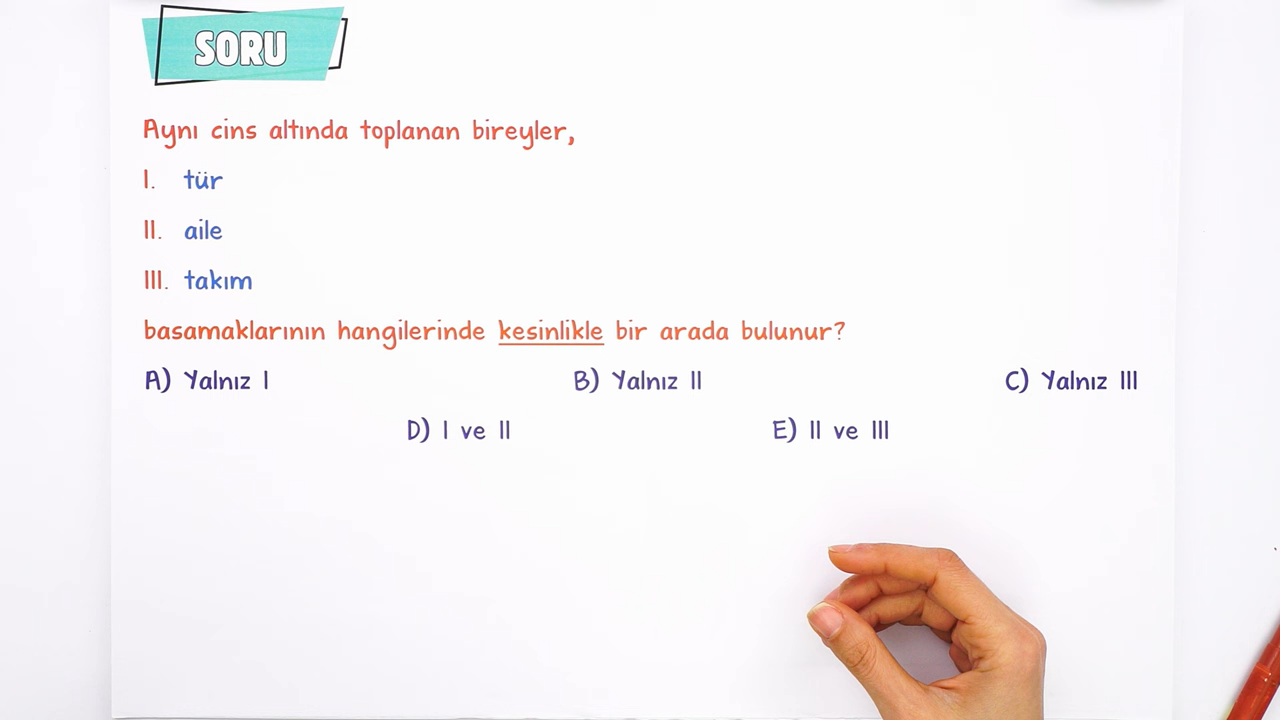 SORU
Aynı cins altında toplanan bireyler,
I. tür
II. aile
III. takım
basamaklarının hangilerinde kesinlikle bir arada bulunur?
A) Yalnız I B) Yalnız II C) Yalnız III
D) I ve II E) II ve III